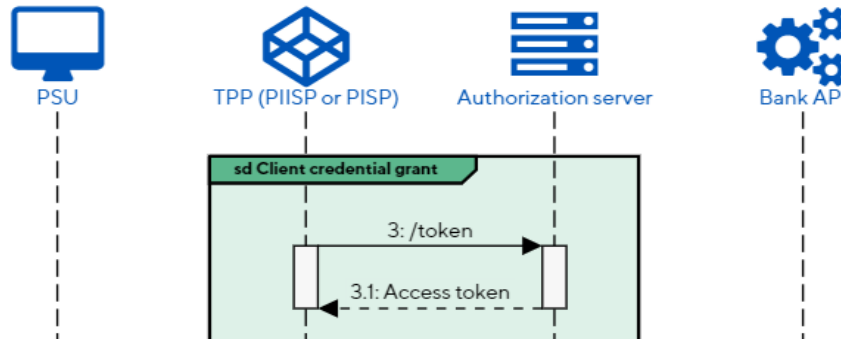 PSU
TPP (PIISP or PISP)
Authorization server
Bank AP
sd Client credential grant
3: /token
3.1: Access token